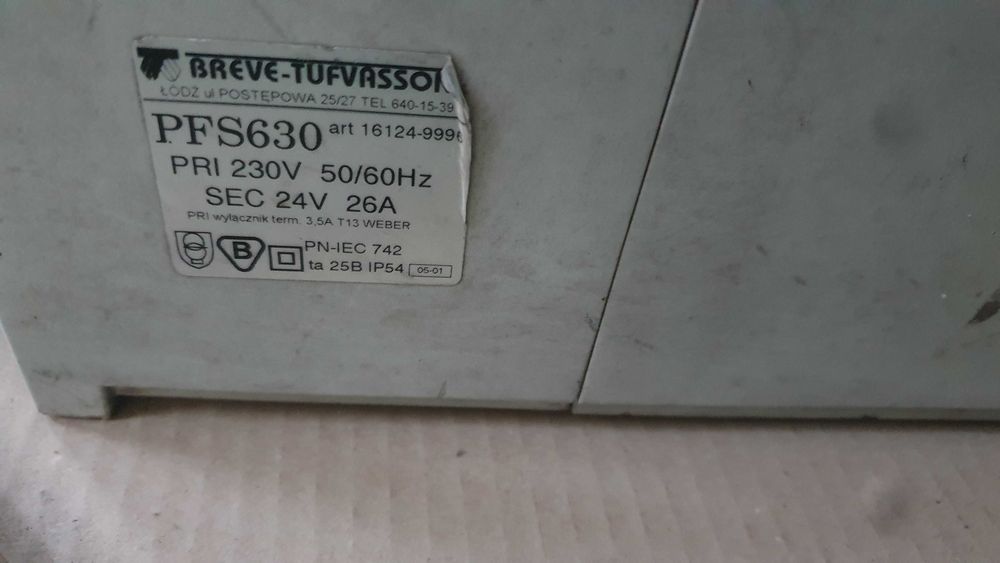 BREVE-TUFVASSON
ŁÓDŹ ul POSTĘPOWA 25/27 TEL 640-15-39
PFS630 art 16124-9996
PRI 230V 50/60Hz
SEC 24V 26A
PRI wyłącznik term. 3,5A T13 WEBER
B PN-IEC 742
ta 25B IP54 05-01